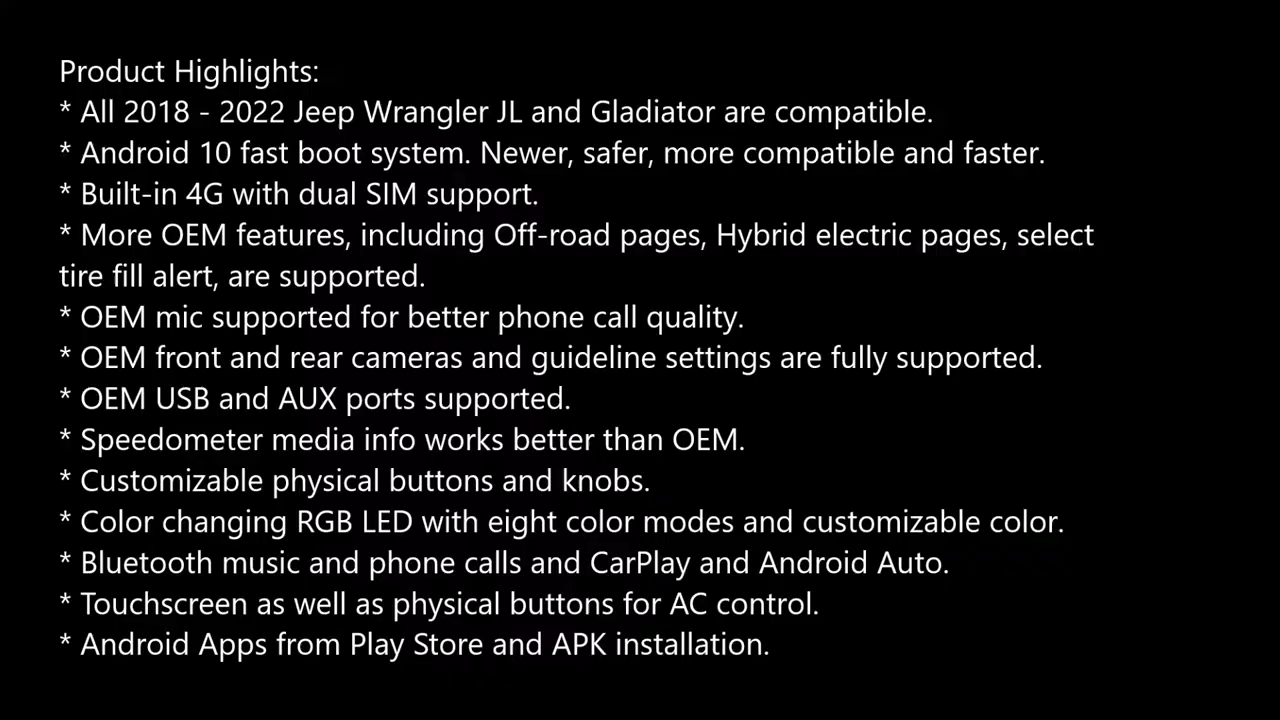 Product Highlights:
* All 2018 - 2022 Jeep Wrangler JL and Gladiator are compatible.
* Android 10 fast boot system. Newer, safer, more compatible and faster.
* Built-in 4G with dual SIM support.
* More OEM features, including Off-road pages, Hybrid electric pages, select
tire fill alert, are supported.
* OEM mic supported for better phone call quality.
* OEM front and rear cameras and guideline settings are fully supported.
* OEM USB and AUX ports supported.
* Speedometer media info works better than OEM.
* Customizable physical buttons and knobs.
* Color changing RGB LED with eight color modes and customizable color.
* Bluetooth music and phone calls and CarPlay and Android Auto.
* Touchscreen as well as physical buttons for AC control.
* Android Apps from Play Store and APK installation.